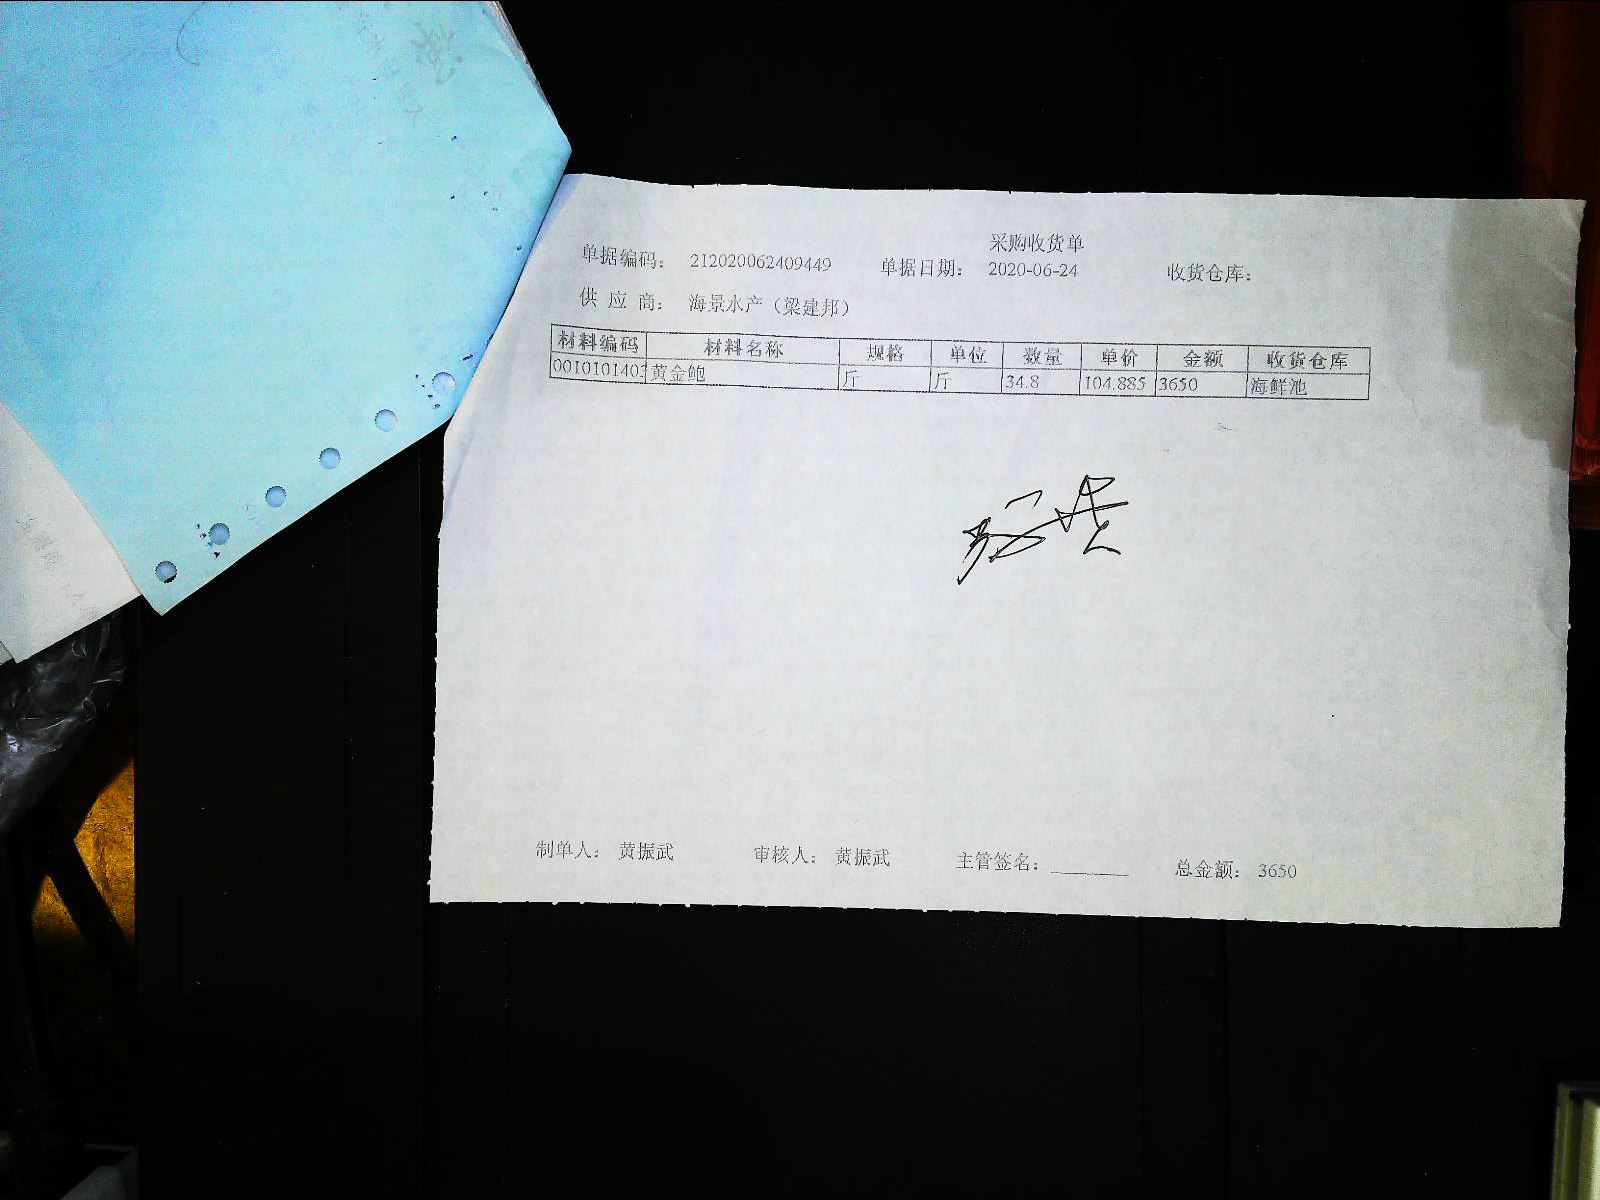 采购收货单
单据编码： 212020062409449 单据日期： 2020-06-24 收货仓库：
供 应 商： 海景水产（梁建邦）
材料编码 材料名称 规格 单位 数量 单价 金额 收货仓库
0010101403 黄金鲍 斤 斤 34.8 104.885 3650 海鲜池
制单人： 黄振武 审核人： 黄振武 主管签名： 总金额： 3650